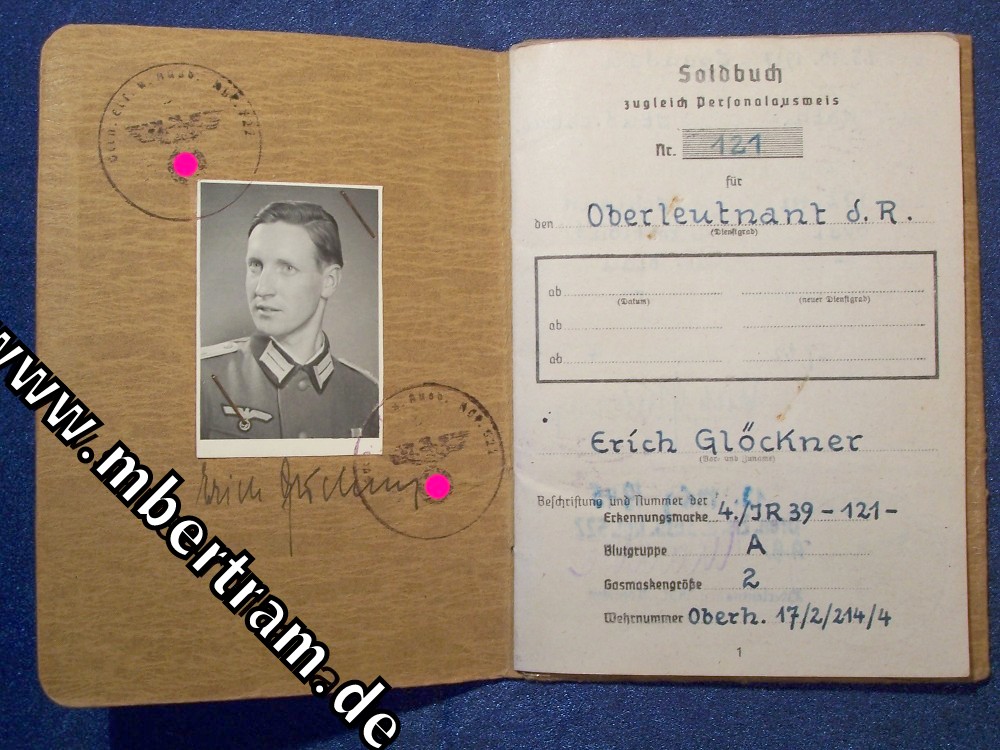 Erich Glöckner
www.mbertram.de
Soldbuch
zugleich Personalausweis
Nr. 121
für
den Oberleutnant d.R.
(Dienstgrad)
ab
(Datum) (neuer Dienstgrad)
ab
ab
Erich Glöckner
(Vor- und Zuname)
Beschriftung und Nummer der
Erkennungsmarke 4./JR 39 - 121 -
Blutgruppe A
Gasmaskengröße 2
Wehrnummer Oberh. 17/2/214/4
1